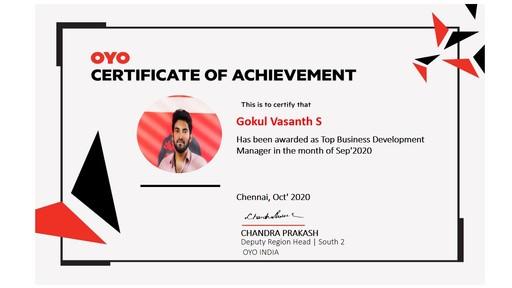 OYO
CERTIFICATE OF ACHIEVEMENT
This is to certify that
Gokul Vasanth S
Has been awarded as Top Business Development
Manager in the month of Sep'2020
Chennai, Oct' 2020
CHANDRA PRAKASH
Deputy Region Head | South 2
OYO INDIA